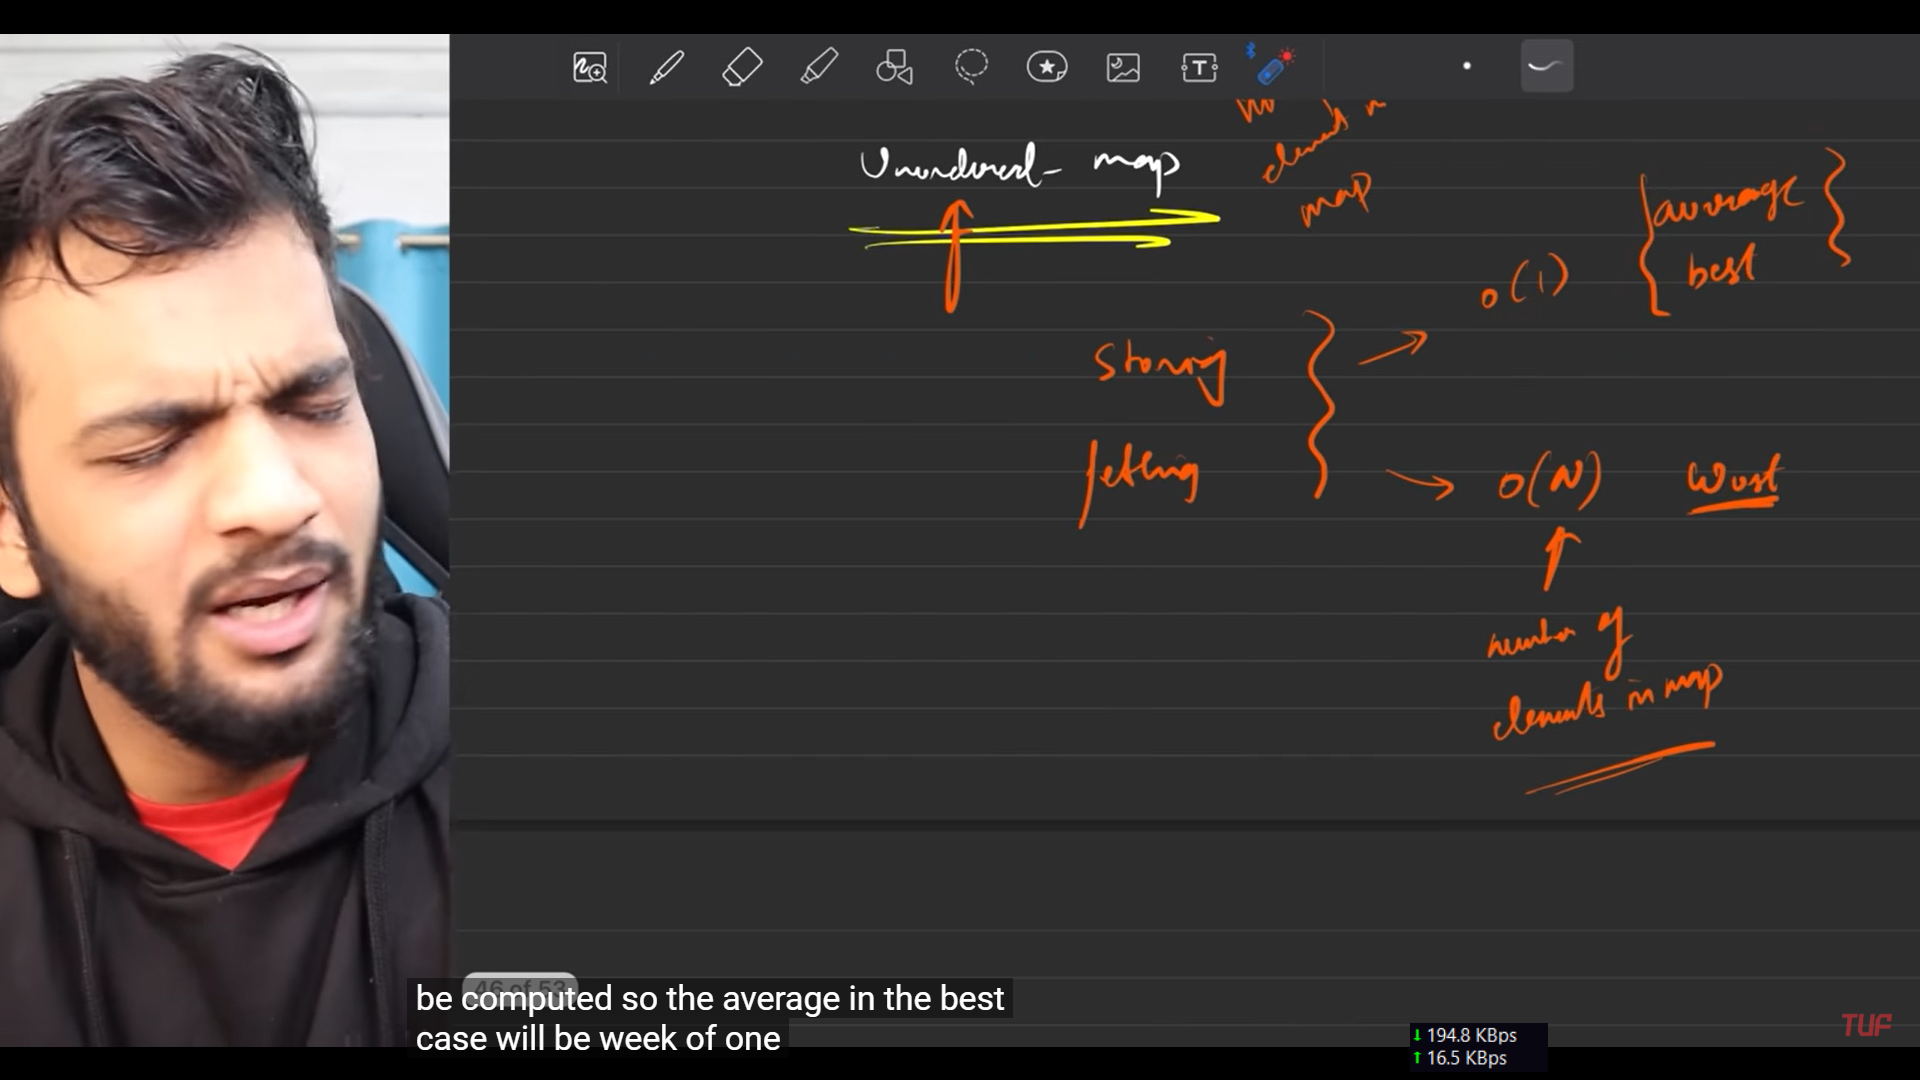 elements in
map
Unordered-map
average
best
O(1)
Storing
fetching
O(N) Worst
number of
elements in map
46 of 53
be computed so the average in the best
case will be week of one
TUF
↓ 194.8 KBps
↑ 16.5 KBps